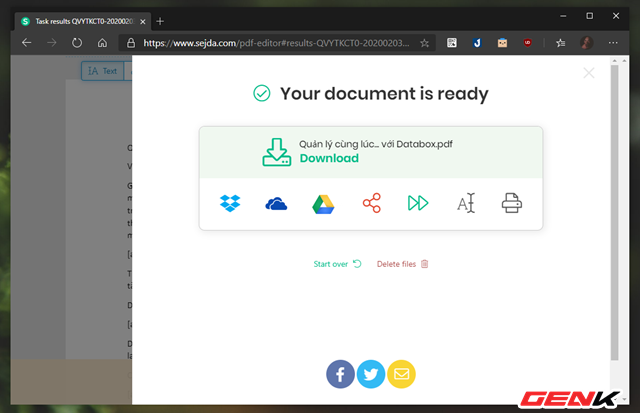 Task results QVYTKCT0-2020020
https://www.sejda.com/pdf-editor#results-QVYTKCT0-20200203...
Text
Your document is ready
Quản lý cùng lúc... với Databox.pdf
Download
Start over
Delete files
GENK